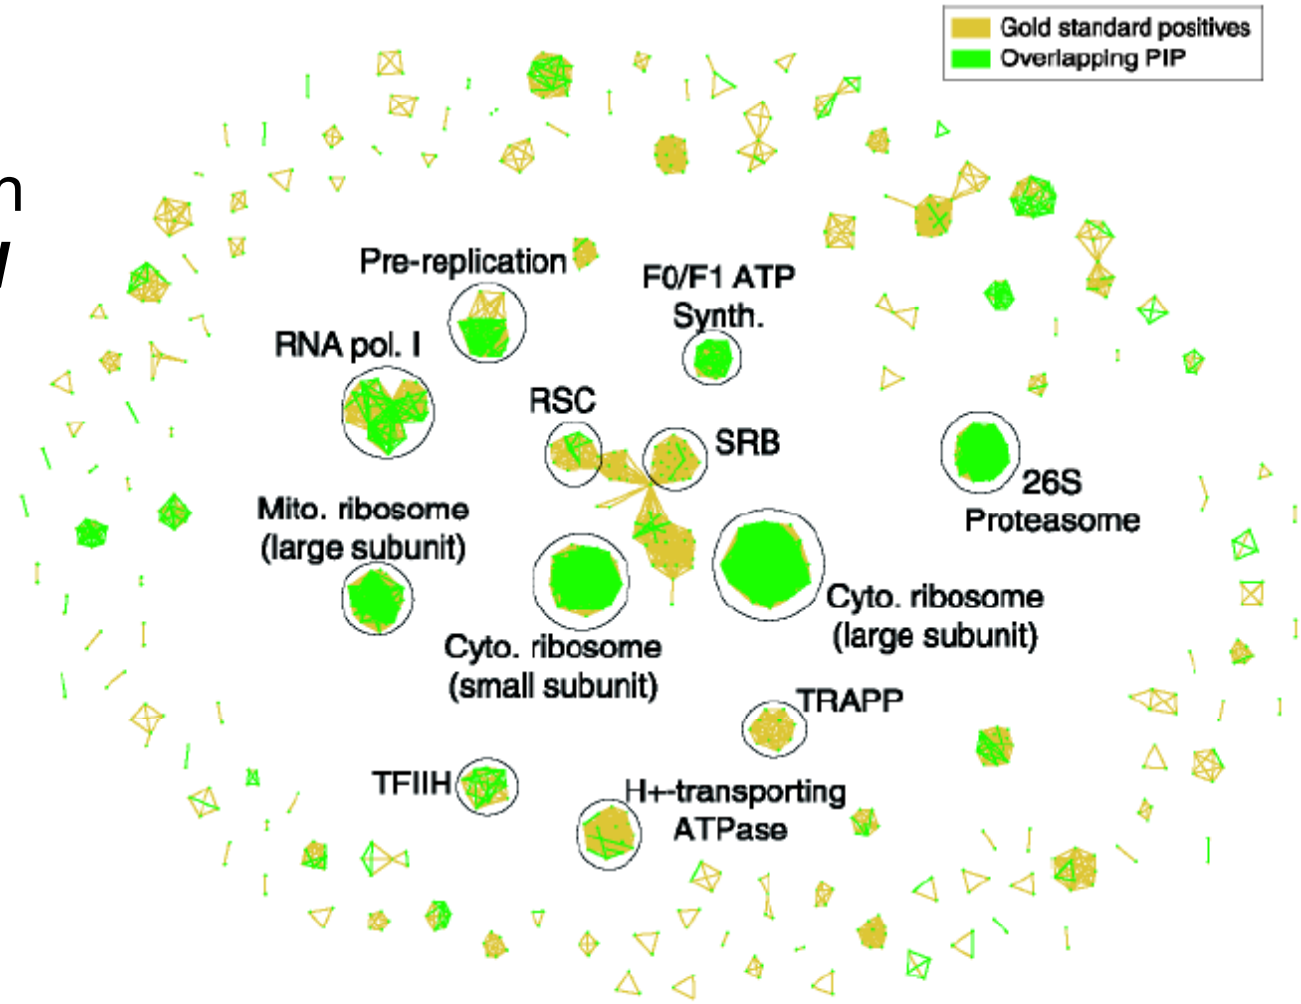 Gold standard positives
Overlapping PIP
n
Pre-replication
F0/F1 ATP
Synth.
RNA pol. I
RSC
SRB
26S
Proteasome
Mito. ribosome
(large subunit)
Cyto. ribosome
(large subunit)
Cyto. ribosome
(small subunit)
TRAPP
TFIIH
H+-transporting
ATPase